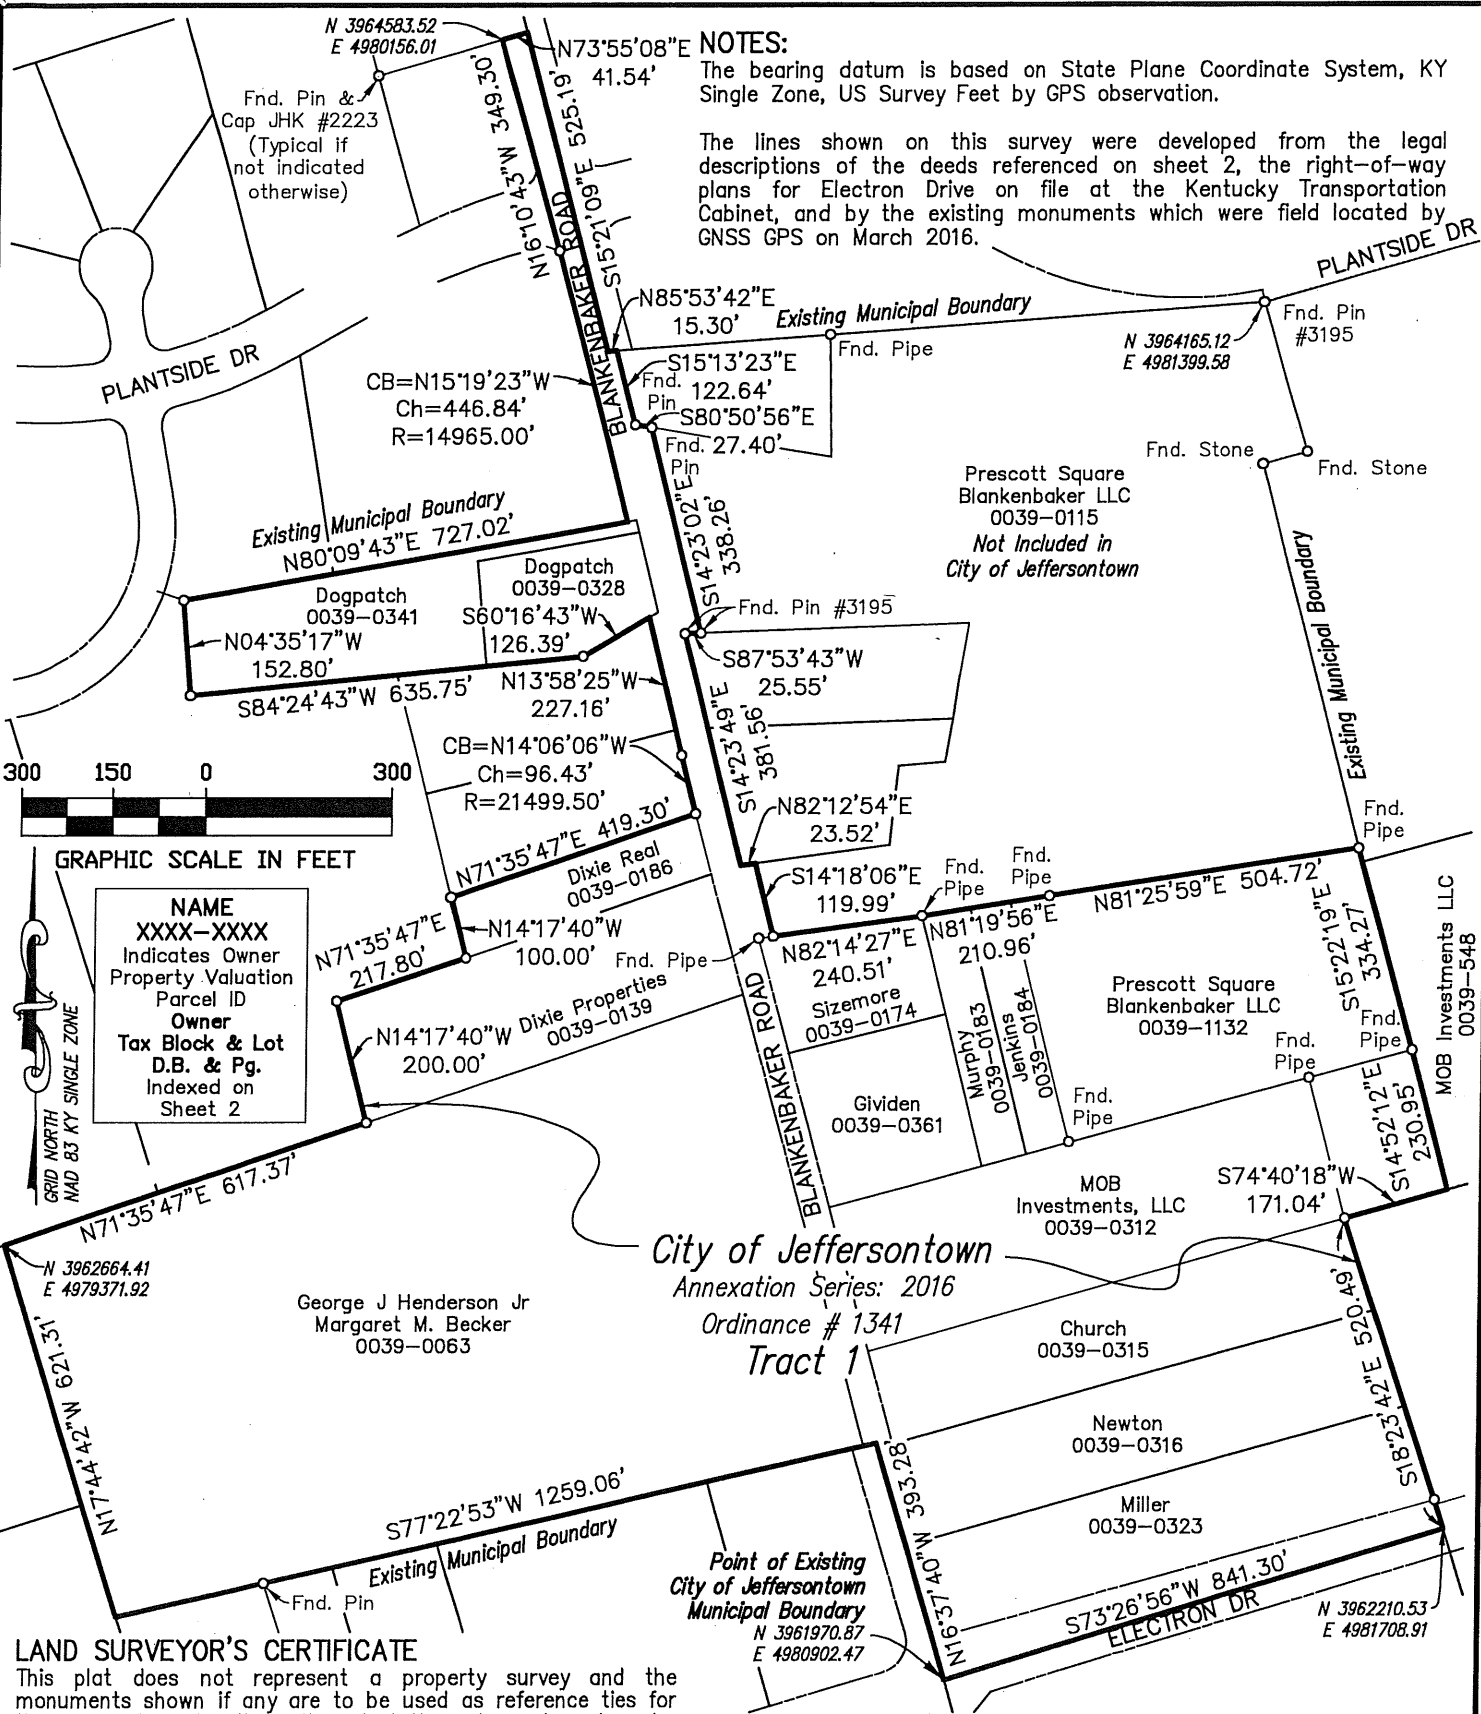 N 3964583.52
E 4980156.01
N73°55'08"E
41.54'
NOTES:
The bearing datum is based on State Plane Coordinate System, KY
Single Zone, US Survey Feet by GPS observation.
The lines shown on this survey were developed from the legal
descriptions of the deeds referenced on sheet 2, the right-of-way
plans for Electron Drive on file at the Kentucky Transportation
Cabinet, and by the existing monuments which were field located by
GNSS GPS on March 2016.
Fnd. Pin &
Cap JHK #2223
(Typical if
not indicated
otherwise)
N16°10'43"W 349.30'
S15°21'09"E 525.19'
BLANKENBAKER ROAD
BLANKENBAKER ROAD
PLANTSIDE DR
N85°53'42"E
15.30'
Existing Municipal Boundary
Fnd. Pipe
N 3964165.12
E 4981399.58
Fnd. Pin
#3195
PLANTSIDE DR
CB=N15°19'23"W
Ch=446.84'
R=14965.00'
S15°13'23"E
122.64'
Fnd.
Pin
S80°50'56"E
27.40'
Fnd.
Pin
Fnd. Stone
Fnd. Stone
Prescott Square
Blankenbaker LLC
0039-0115
Not Included in
City of Jeffersontown
S14°23'02"E
338.26'
Existing Municipal Boundary
N80°09'43"E 727.02'
Existing Municipal Boundary
Dogpatch
0039-0328
Dogpatch
0039-0341
S60°16'43"W
126.39'
Fnd. Pin #3195
N04°35'17"W
152.80'
S87°53'43"W
25.55'
S84°24'43"W 635.75'
N13°58'25"W
227.16'
S14°23'49"E
381.56'
CB=N14°06'06"W
Ch=96.43'
R=21499.50'
300 150 0 300
GRAPHIC SCALE IN FEET
N82°12'54"E
23.52'
Fnd.
Pipe
N71°35'47"E 419.30'
Dixie Real
0039-0186
S14°18'06"E
119.99'
Fnd.
Pipe
Fnd.
Pipe
N81°25'59"E 504.72'
NAME
XXXX-XXXX
Indicates Owner
Property Valuation
Parcel ID
Owner
Tax Block & Lot
D.B. & Pg.
Indexed on
Sheet 2
GRID NORTH
NAD 83 KY SINGLE ZONE
N71°35'47"E
217.80'
N14°17'40"W
100.00'
Fnd. Pipe
N82°14'27"E
240.51'
N81°19'56"E
210.96'
S15°22'19"E
334.27'
MOB Investments LLC
0039-548
Dixie Properties
0039-0139
N14°17'40"W
200.00'
Sizemore
0039-0174
Murphy
0039-0183
Jenkins
0039-0184
Prescott Square
Blankenbaker LLC
0039-1132
Fnd.
Pipe
Fnd.
Pipe
BLANKENBAKER ROAD
Gividen
0039-0361
Fnd.
Pipe
S14°52'12"E
230.95'
N71°35'47"E 617.37'
MOB
Investments, LLC
0039-0312
S74°40'18"W
171.04'
N 3962664.41
E 4979371.92
City of Jeffersontown
Annexation Series: 2016
Ordinance # 1341
Tract 1
George J Henderson Jr
Margaret M. Becker
0039-0063
Church
0039-0315
S18°23'42"E 520.49'
N17°44'42"W 621.31'
Newton
0039-0316
N16°37'40"W 393.28'
S77°22'53"W 1259.06'
Existing Municipal Boundary
Miller
0039-0323
Fnd. Pin
Point of Existing
City of Jeffersontown
Municipal Boundary
N 3961970.87
E 4980902.47
S73°26'56"W 841.30'
ELECTRON DR
N 3962210.53
E 4981708.91
LAND SURVEYOR'S CERTIFICATE
This plat does not represent a property survey and the
monuments shown if any are to be used as reference ties for